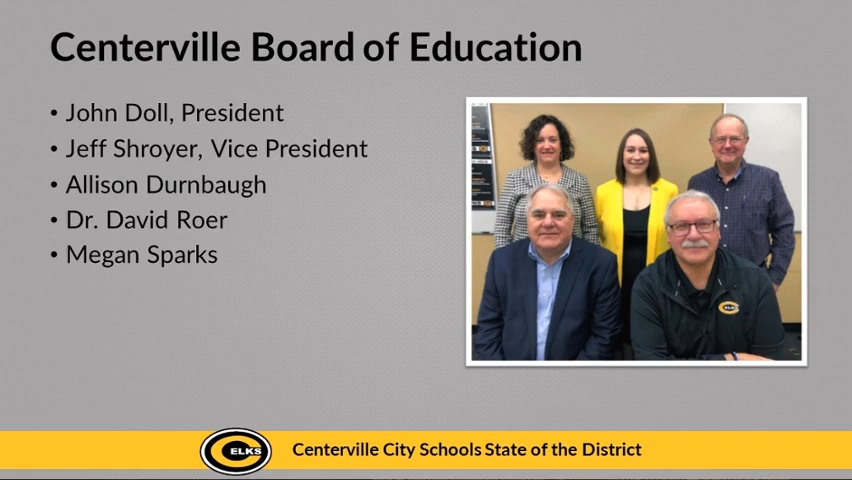 Centerville Board of Education
• John Doll, President
• Jeff Shroyer, Vice President
• Allison Durnbaugh
• Dr. David Roer
• Megan Sparks
ELKS
ELKS
Centerville City Schools State of the District